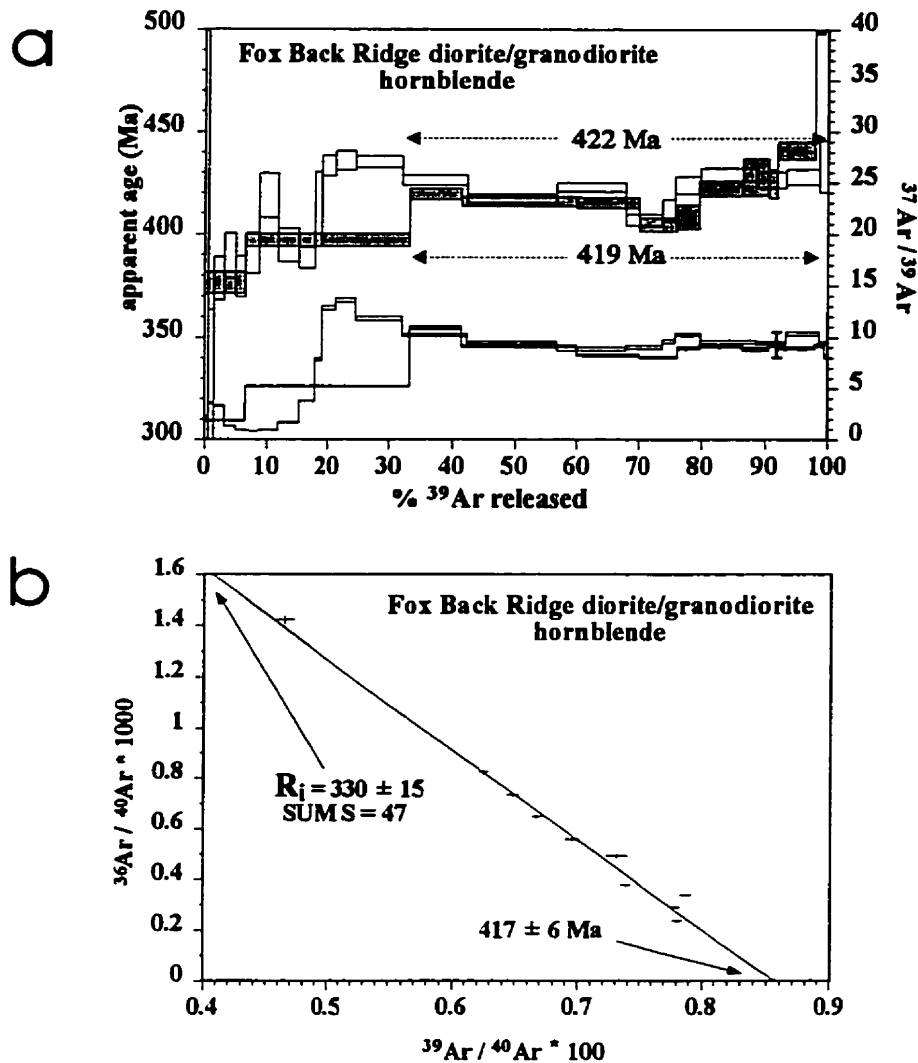 a
Fox Back Ridge diorite/granodiorite
hornblende
500
450
400
350
300
apparent age (Ma)
422 Ma
419 Ma
40
35
30
25
20
15
10
5
0
³⁷Ar/³⁹Ar
0 10 20 30 40 50 60 70 80 90 100
% ³⁹Ar released
b
Fox Back Ridge diorite/granodiorite
hornblende
1.6
1.4
1.2
1
0.8
0.6
0.4
0.2
0
³⁶Ar / ⁴⁰Ar * 1000
Rᵢ = 330 ± 15
SUM S = 47
417 ± 6 Ma
0.4 0.5 0.6 0.7 0.8 0.9
³⁹Ar / ⁴⁰Ar * 100